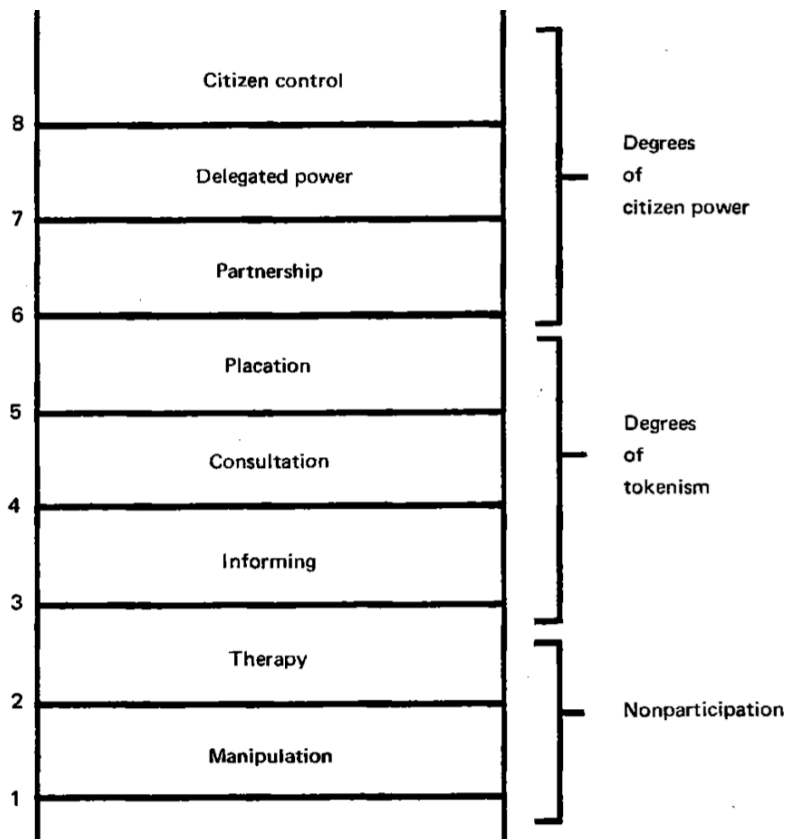 Citizen control
8
Delegated power
7
Partnership
6
Placation
5
Consultation
4
Informing
3
Therapy
2
Manipulation
1
Degrees
of
citizen power
Degrees
of
tokenism
Nonparticipation